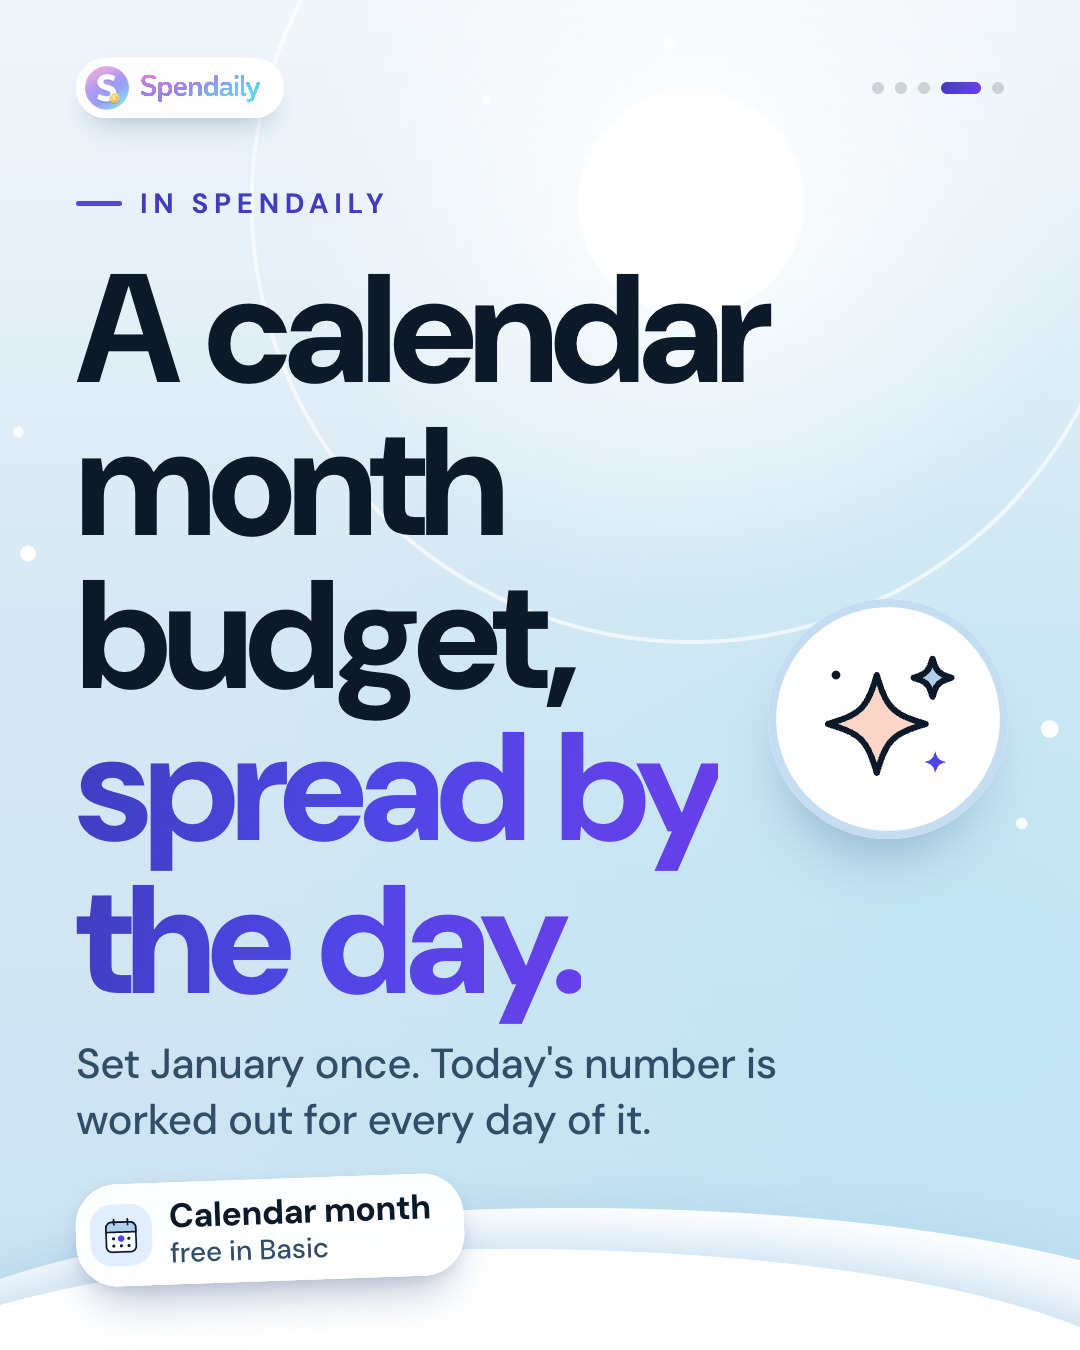 Spendaily
IN SPENDAILY
A calendar
month
budget,
spread by
the day.
Set January once. Today's number is
worked out for every day of it.
Calendar month
free in Basic